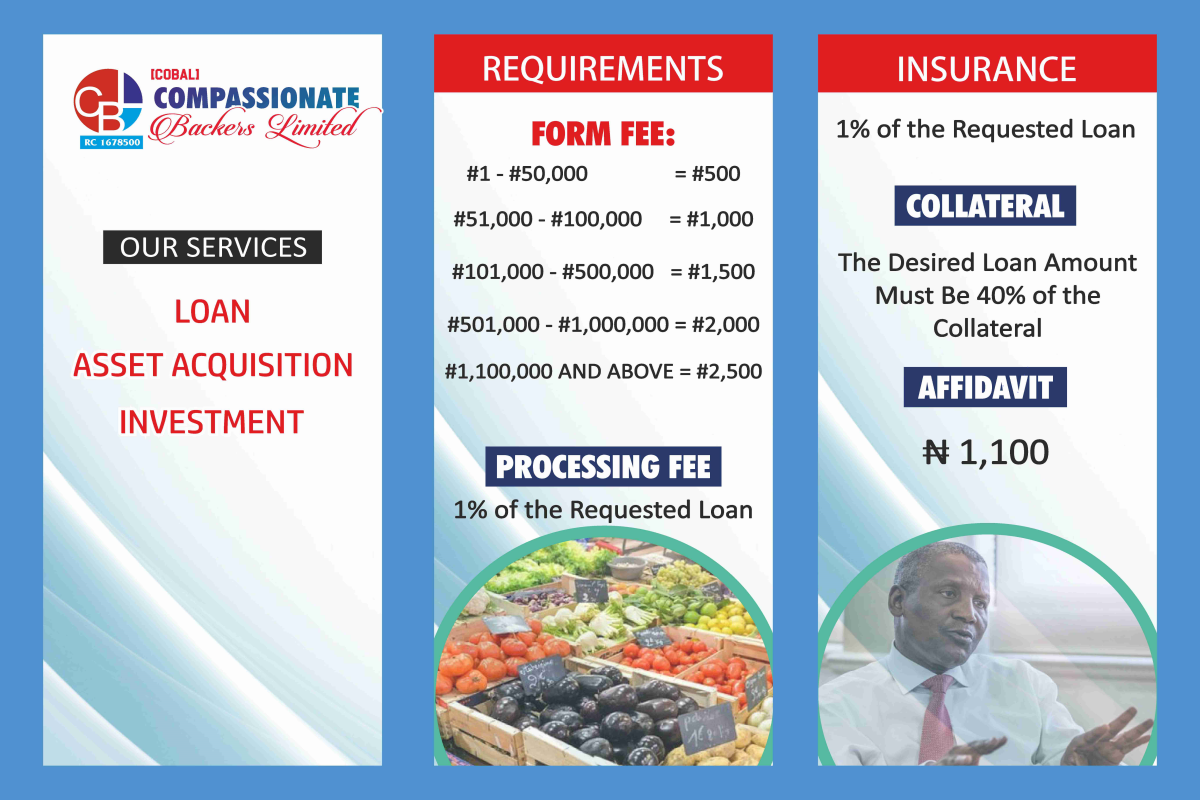 [COBAL]
COMPASSIONATE
Backers Limited
CB
RC 1678500
OUR SERVICES
LOAN
ASSET ACQUISITION
INVESTMENT
REQUIREMENTS
FORM FEE:
#1 - #50,000 = #500
#51,000 - #100,000 = #1,000
#101,000 - #500,000 = #1,500
#501,000 - #1,000,000 = #2,000
#1,100,000 AND ABOVE = #2,500
PROCESSING FEE
1% of the Requested Loan
INSURANCE
1% of the Requested Loan
COLLATERAL
The Desired Loan Amount
Must Be 40% of the
Collateral
AFFIDAVIT
₦ 1,100